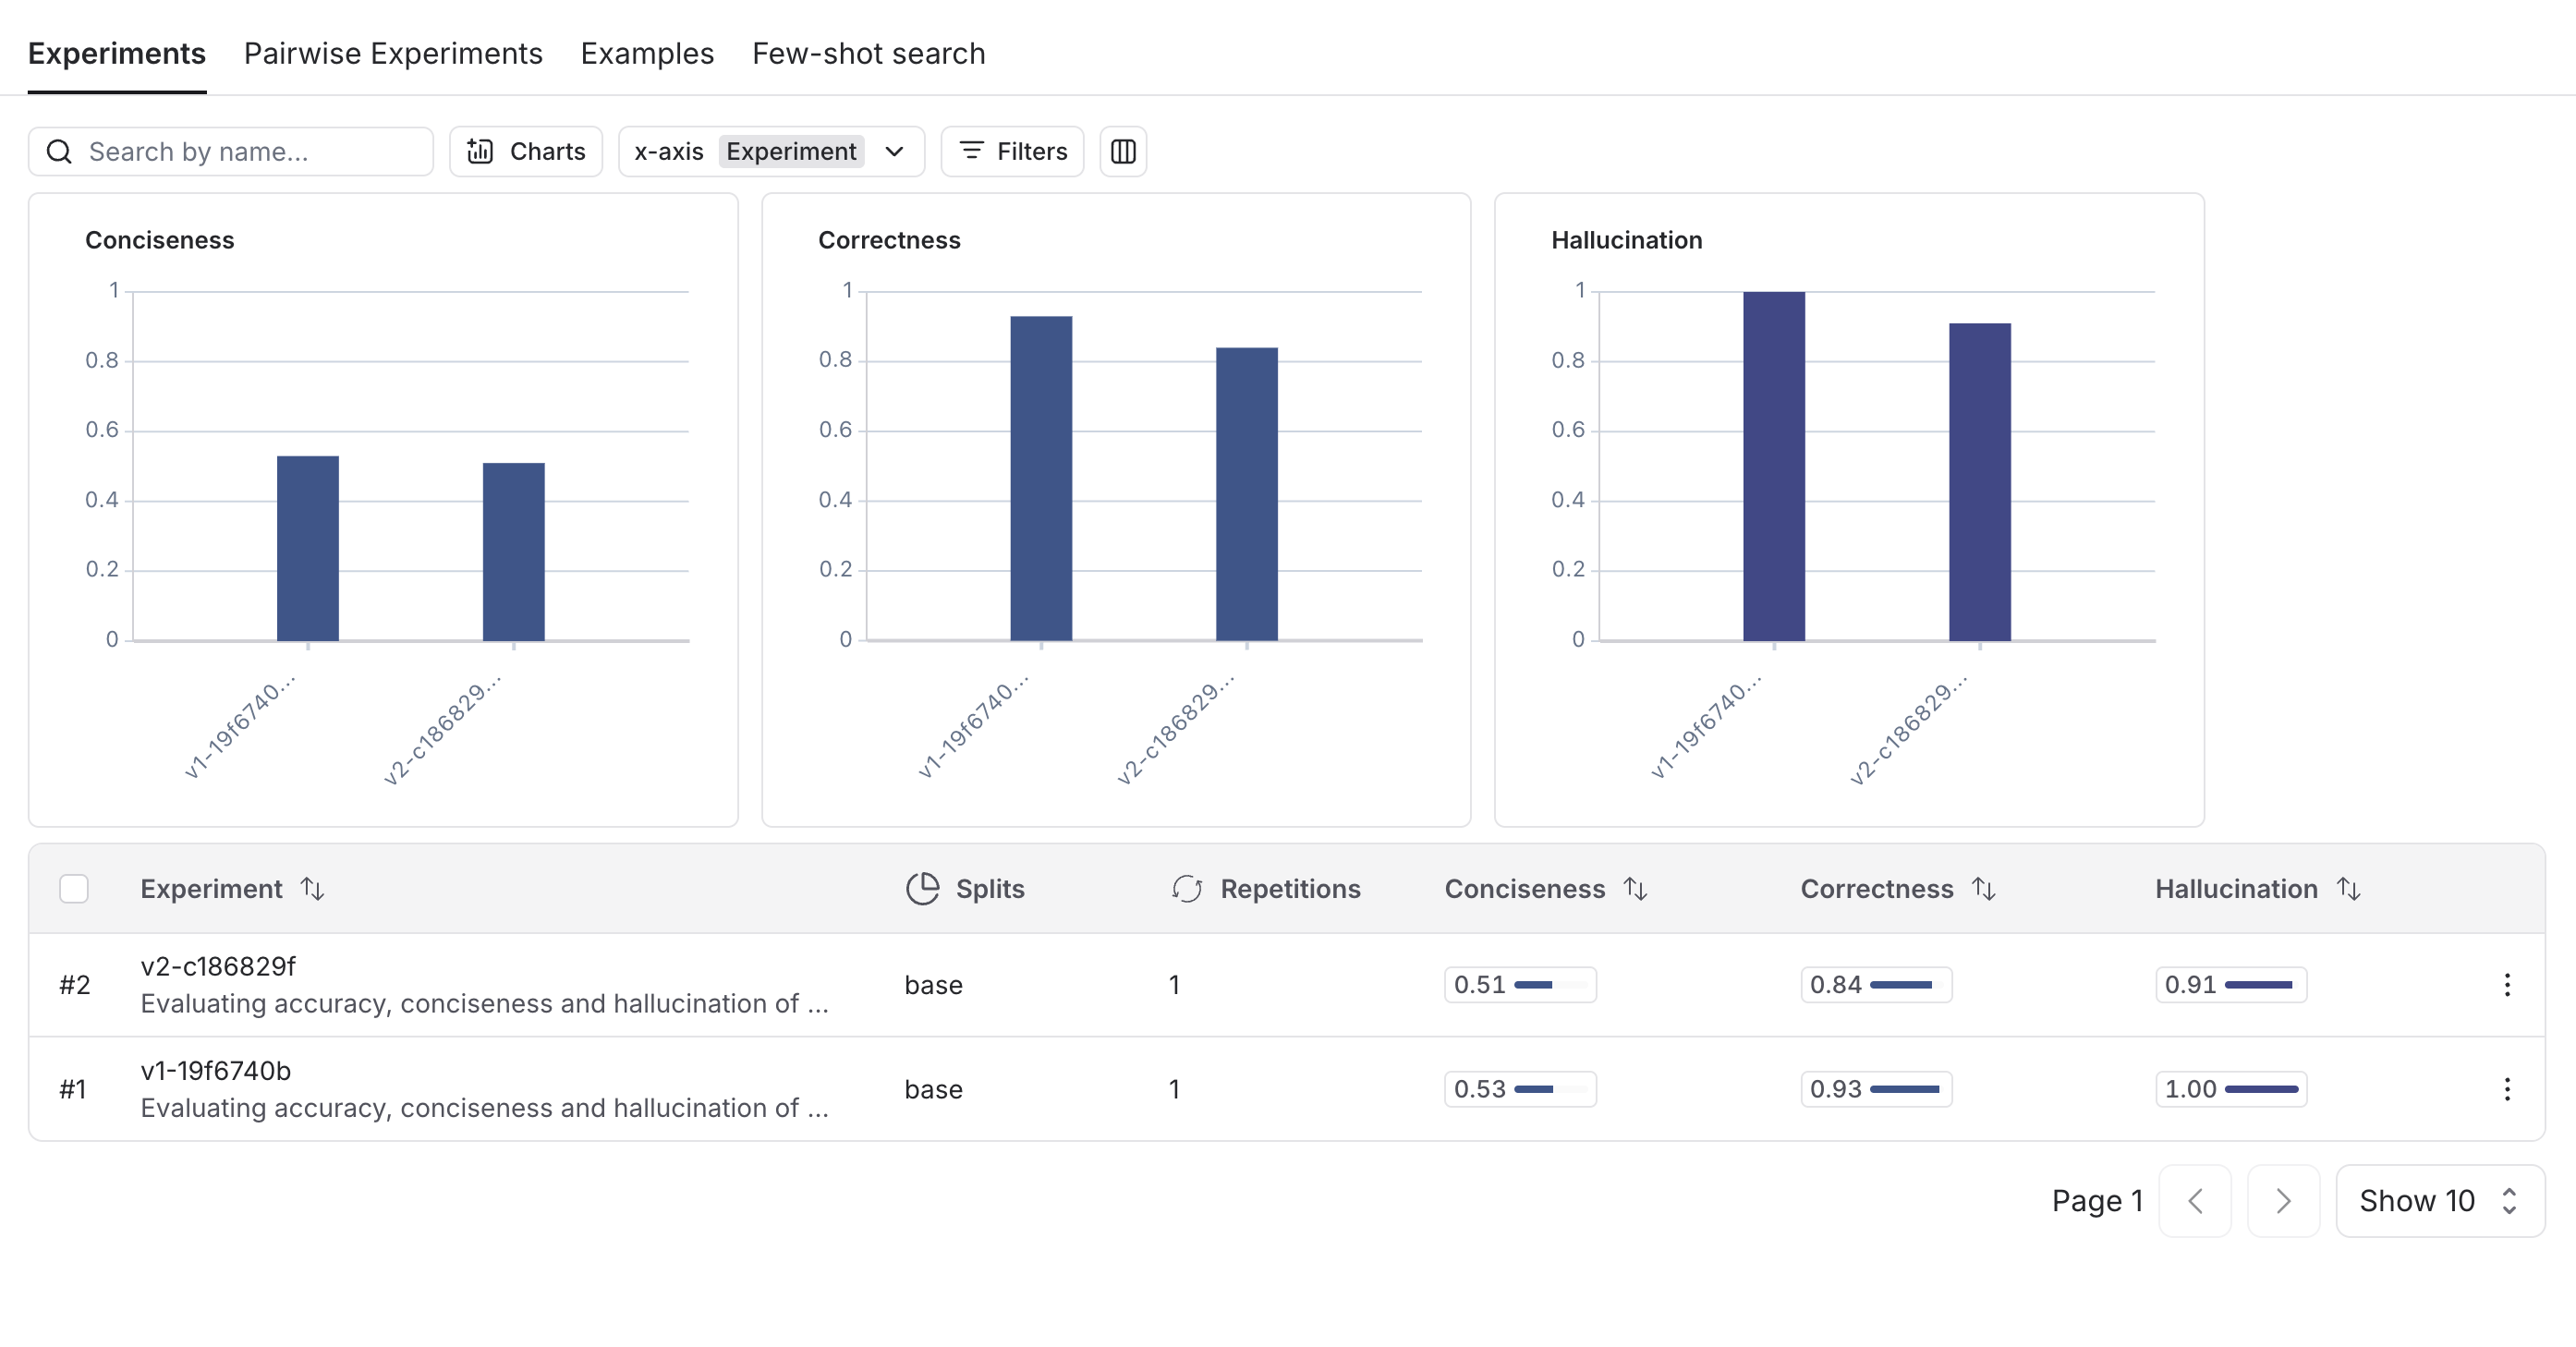 Experiments Pairwise Experiments Examples Few-shot search
Search by name... Charts x-axis Experiment Filters
Conciseness
1
0.8
0.6
0.4
0.2
0
v1-19f6740...
v2-c186829...
Correctness
1
0.8
0.6
0.4
0.2
0
v1-19f6740...
v2-c186829...
Hallucination
1
0.8
0.6
0.4
0.2
0
v1-19f6740...
v2-c186829...
Experiment Splits Repetitions Conciseness Correctness Hallucination
#2 v2-c186829f base 1 0.51 0.84 0.91
Evaluating accuracy, conciseness and hallucination of ...
#1 v1-19f6740b base 1 0.53 0.93 1.00
Evaluating accuracy, conciseness and hallucination of ...
Page 1 Show 10